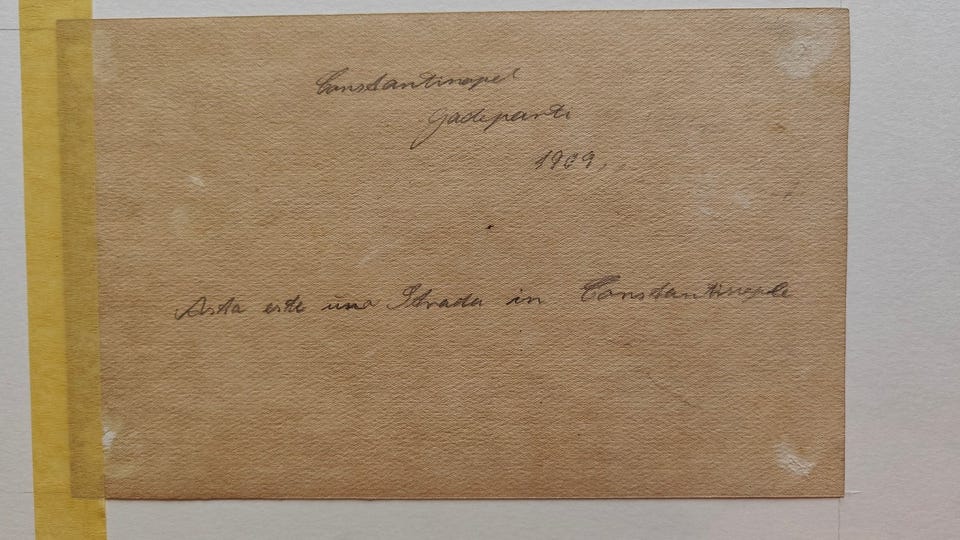 Constantinopel
Gadeparti
1909.
Asta este una Strada in Constantinople